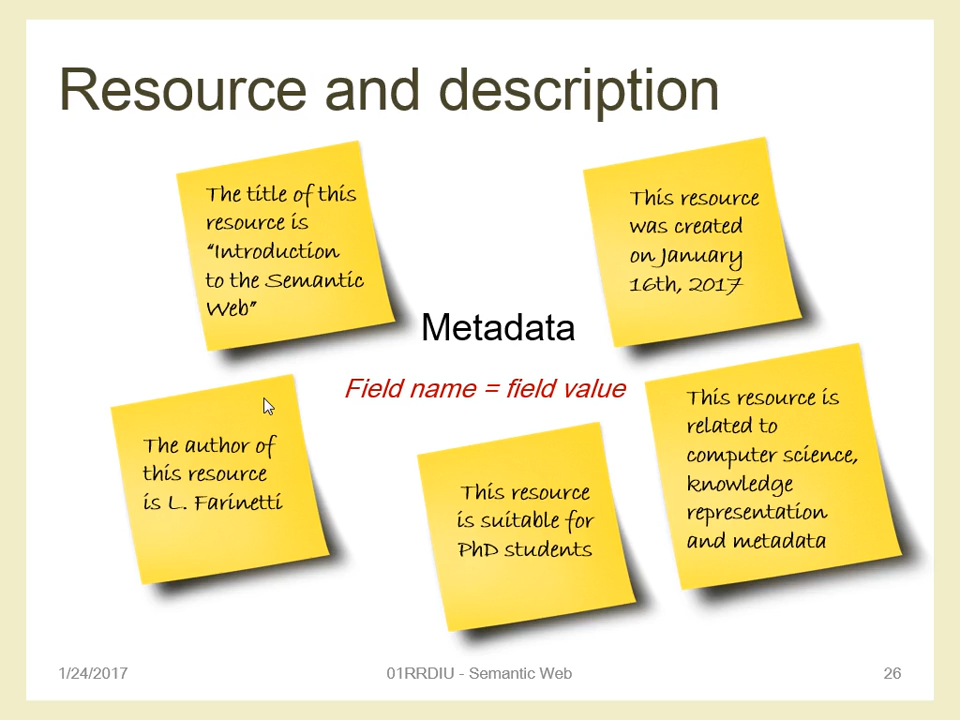 Resource and description
The title of this
resource is
“Introduction
to the Semantic
Web”
This resource
was created
on January
16th, 2017
Metadata
Field name = field value
The author of
this resource
is L. Farinetti
This resource
is suitable for
PhD students
This resource is
related to
computer science,
knowledge
representation
and metadata
1/24/2017
01RRDIU - Semantic Web
26